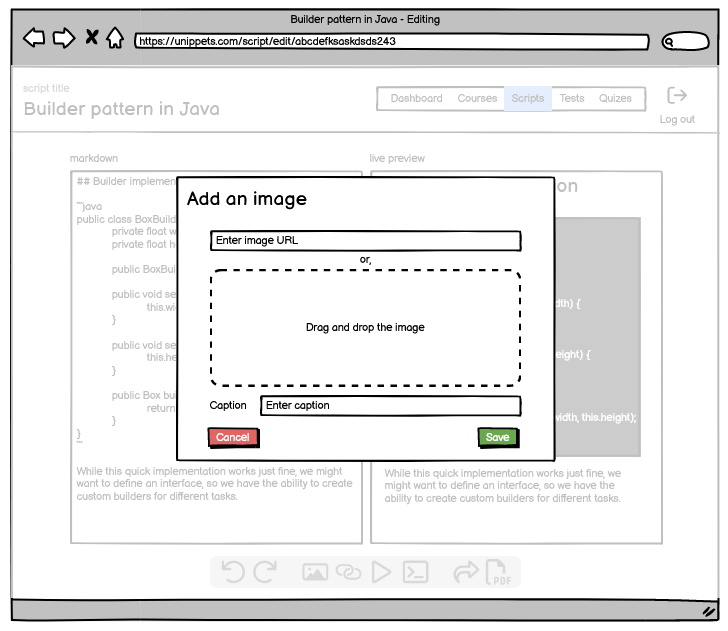 Builder pattern in Java - Editing
https://unippets.com/script/edit/abcdefksaskdsds243
script title
Builder pattern in Java
Dashboard Courses Scripts Tests Quizes
Log out
markdown
live preview
## Builder implemen
on
Add an image
```java
public class BoxBuild
private float w
private float h
public BoxBui
public void se
this.wi
}
public void se
this.he
}
public Box bu
return
}
}
Enter image URL
or,
Drag and drop the image
Caption Enter caption
Cancel Save
dth) {
eight) {
width, this.height);
While this quick implementation works just fine, we might
want to define an interface, so we have the ability to create
custom builders for different tasks.
While this quick implementation works just fine, we
might want to define an interface, so we have the
ability to create custom builders for different tasks.
PDF